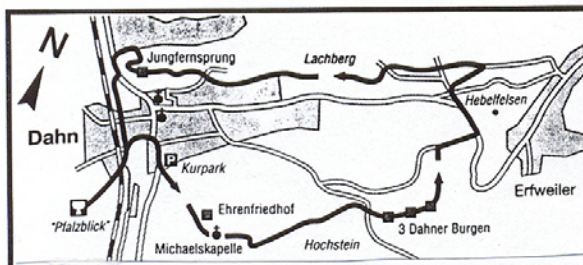 N
Jungfernsprung
Lachberg
Hebelfelsen
Dahn
P
Kurpark
Erfweiler
"Pfalzblick"
Ehrenfriedhof
3 Dahner Burgen
Michaelskapelle
Hochstein